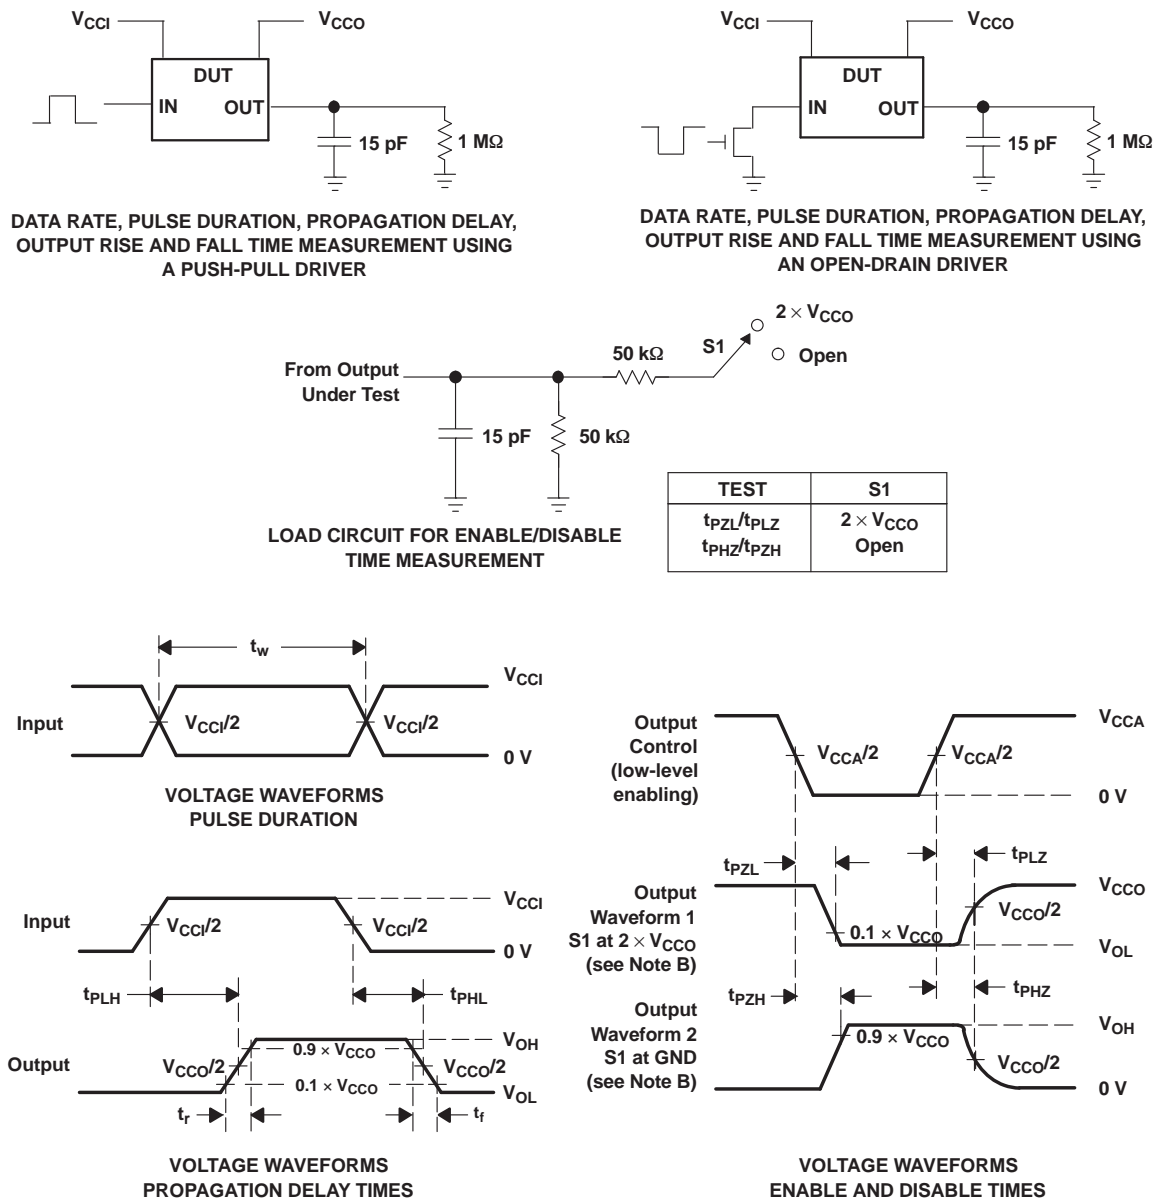 VCCI
VCCO
DUT
IN
OUT
15 pF
1 MΩ
DATA RATE, PULSE DURATION, PROPAGATION DELAY,
OUTPUT RISE AND FALL TIME MEASUREMENT USING
A PUSH-PULL DRIVER
VCCI
VCCO
DUT
IN
OUT
15 pF
1 MΩ
DATA RATE, PULSE DURATION, PROPAGATION DELAY,
OUTPUT RISE AND FALL TIME MEASUREMENT USING
AN OPEN-DRAIN DRIVER
2 × VCCO
S1
50 kΩ
Open
From Output
Under Test
15 pF
50 kΩ
LOAD CIRCUIT FOR ENABLE/DISABLE
TIME MEASUREMENT
TEST S1
tPZL/tPLZ 2 × VCCO
tPHZ/tPZH Open
tw
VCCI
Input
VCCI/2
VCCI/2
0 V
VOLTAGE WAVEFORMS
PULSE DURATION
Input
VCCI
VCCI/2
VCCI/2
0 V
tPLH
tPHL
Output
VOH
0.9 × VCCO
VCCO/2
VCCO/2
0.1 × VCCO
VOL
tr
tf
VOLTAGE WAVEFORMS
PROPAGATION DELAY TIMES
Output
Control
(low-level
enabling)
VCCA
VCCA/2
VCCA/2
0 V
tPZL
tPLZ
Output
Waveform 1
S1 at 2 × VCCO
(see Note B)
VCCO
VCCO/2
0.1 × VCCO
VOL
tPZH
tPHZ
Output
Waveform 2
S1 at GND
(see Note B)
VOH
0.9 × VCCO
VCCO/2
0 V
VOLTAGE WAVEFORMS
ENABLE AND DISABLE TIMES